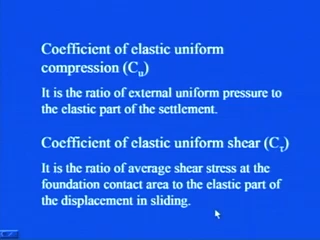 Coefficient of elastic uniform
compression (Cu)
It is the ratio of external uniform pressure to
the elastic part of the settlement.
Coefficient of elastic uniform shear (Cτ)
It is the ratio of average shear stress at the
foundation contact area to the elastic part of
the displacement in sliding.